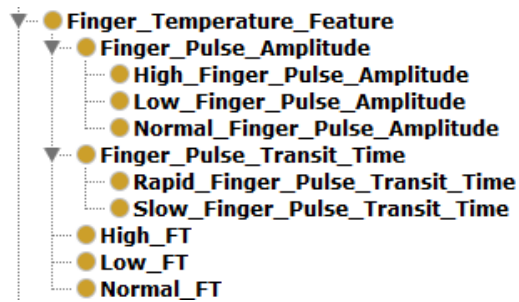 Finger_Temperature_Feature
Finger_Pulse_Amplitude
High_Finger_Pulse_Amplitude
Low_Finger_Pulse_Amplitude
Normal_Finger_Pulse_Amplitude
Finger_Pulse_Transit_Time
Rapid_Finger_Pulse_Transit_Time
Slow_Finger_Pulse_Transit_Time
High_FT
Low_FT
Normal_FT